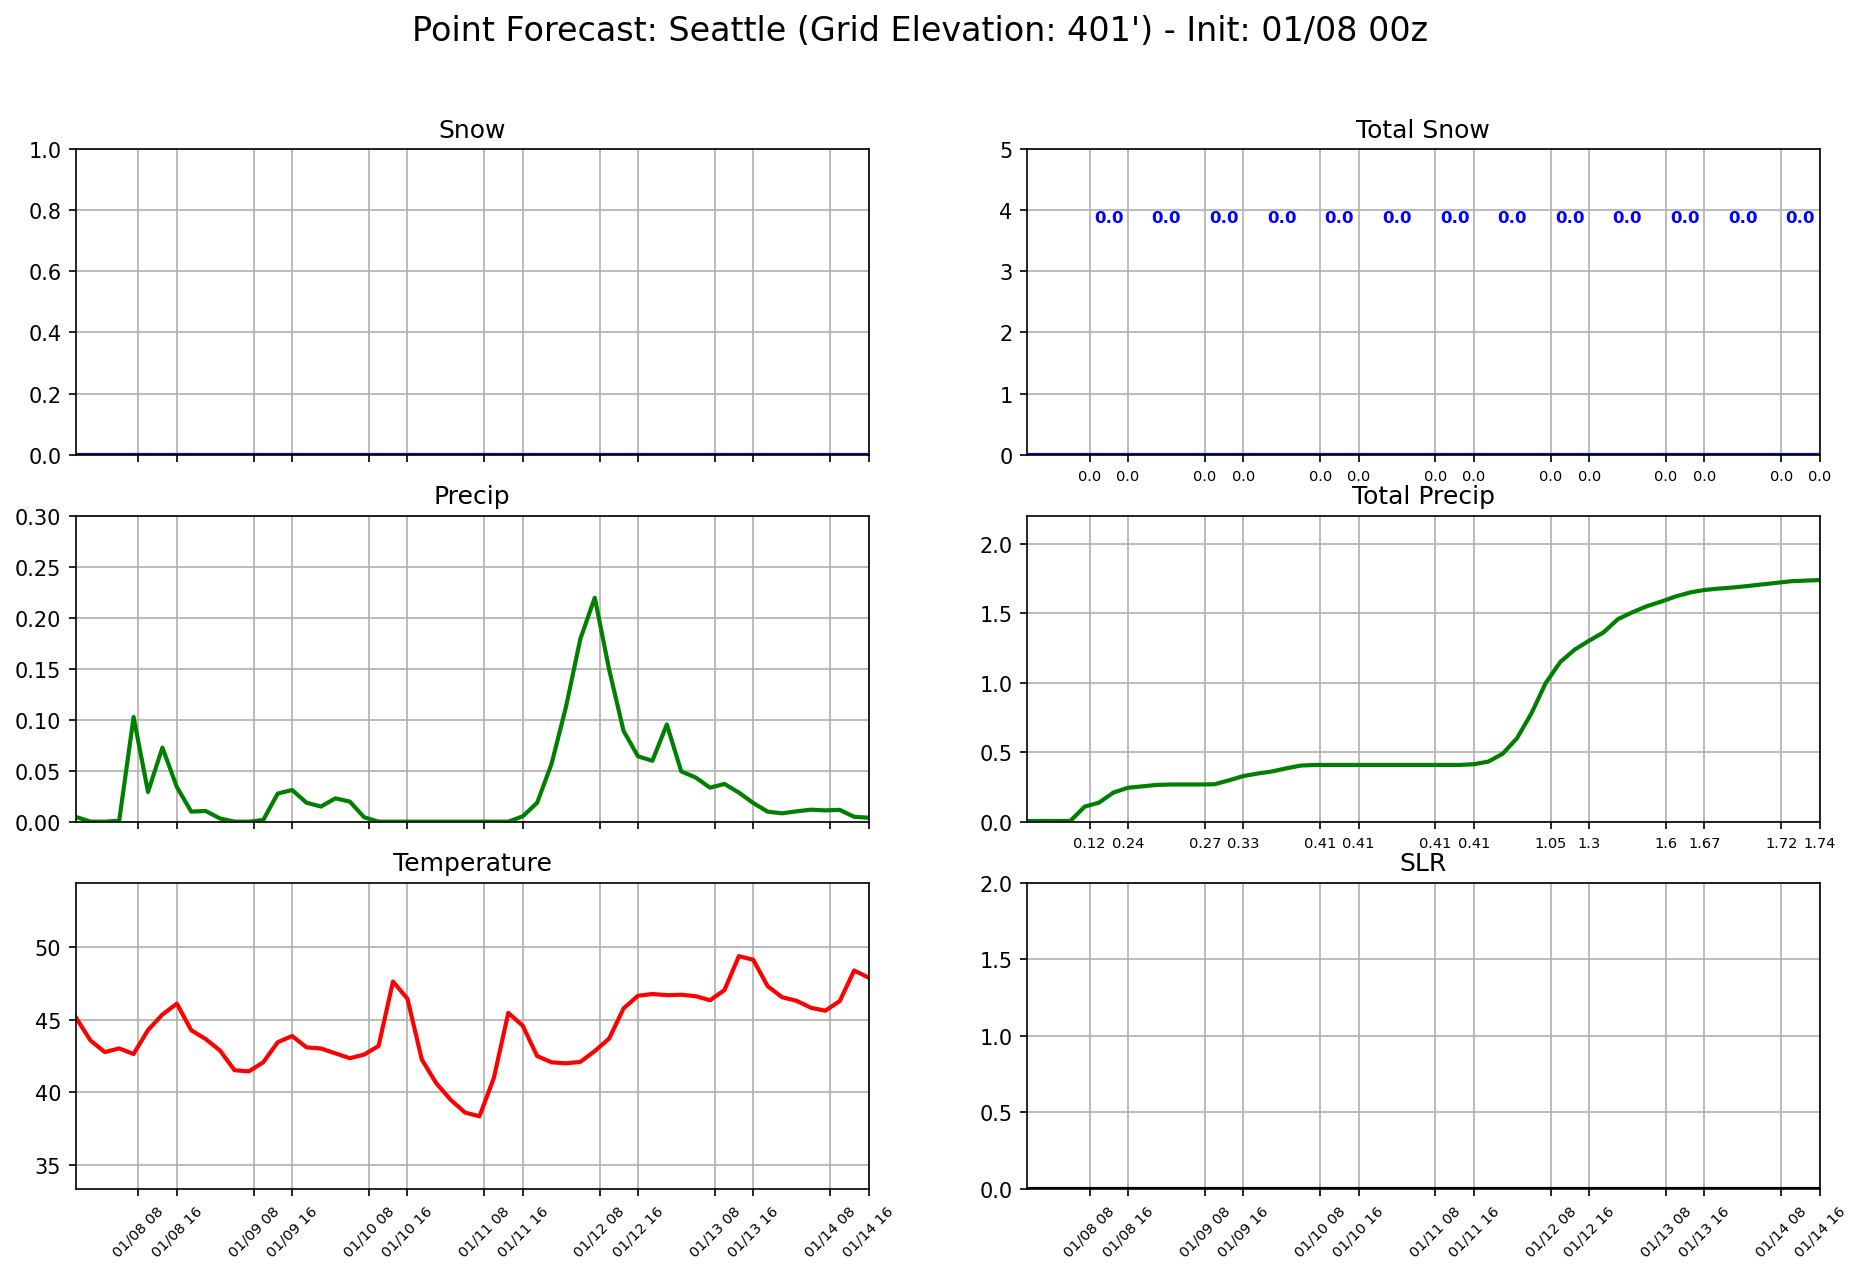 Point Forecast: Seattle (Grid Elevation: 401') - Init: 01/08 00z
Snow
1.0
0.8
0.6
0.4
0.2
0.0
Total Snow
5
4
3
2
1
0
0.0 0.0 0.0 0.0 0.0 0.0 0.0 0.0 0.0 0.0 0.0 0.0 0.0
0.0 0.0 0.0 0.0 0.0 0.0 0.0 0.0 0.0 0.0 0.0 0.0 0.0 0.0
Precip
0.30
0.25
0.20
0.15
0.10
0.05
0.00
Total Precip
2.0
1.5
1.0
0.5
0.0
0.12 0.24 0.27 0.33 0.41 0.41 0.41 0.41 1.05 1.3 1.6 1.67 1.72 1.74
Temperature
50
45
40
35
01/08 08 01/08 16 01/09 08 01/09 16 01/10 08 01/10 16 01/11 08 01/11 16 01/12 08 01/12 16 01/13 08 01/13 16 01/14 08 01/14 16
SLR
2.0
1.5
1.0
0.5
0.0
01/08 08 01/08 16 01/09 08 01/09 16 01/10 08 01/10 16 01/11 08 01/11 16 01/12 08 01/12 16 01/13 08 01/13 16 01/14 08 01/14 16